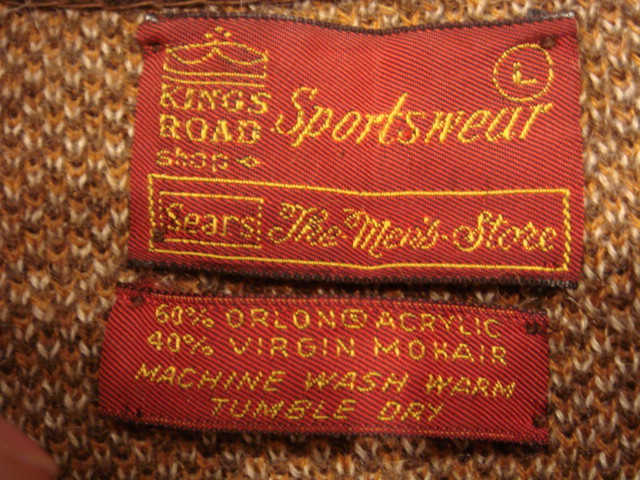 KINGS
ROAD
shop
Sportswear
L
Sears The Men's Store
60% ORLON® ACRYLIC
40% VIRGIN MOHAIR
MACHINE WASH WARM
TUMBLE DRY